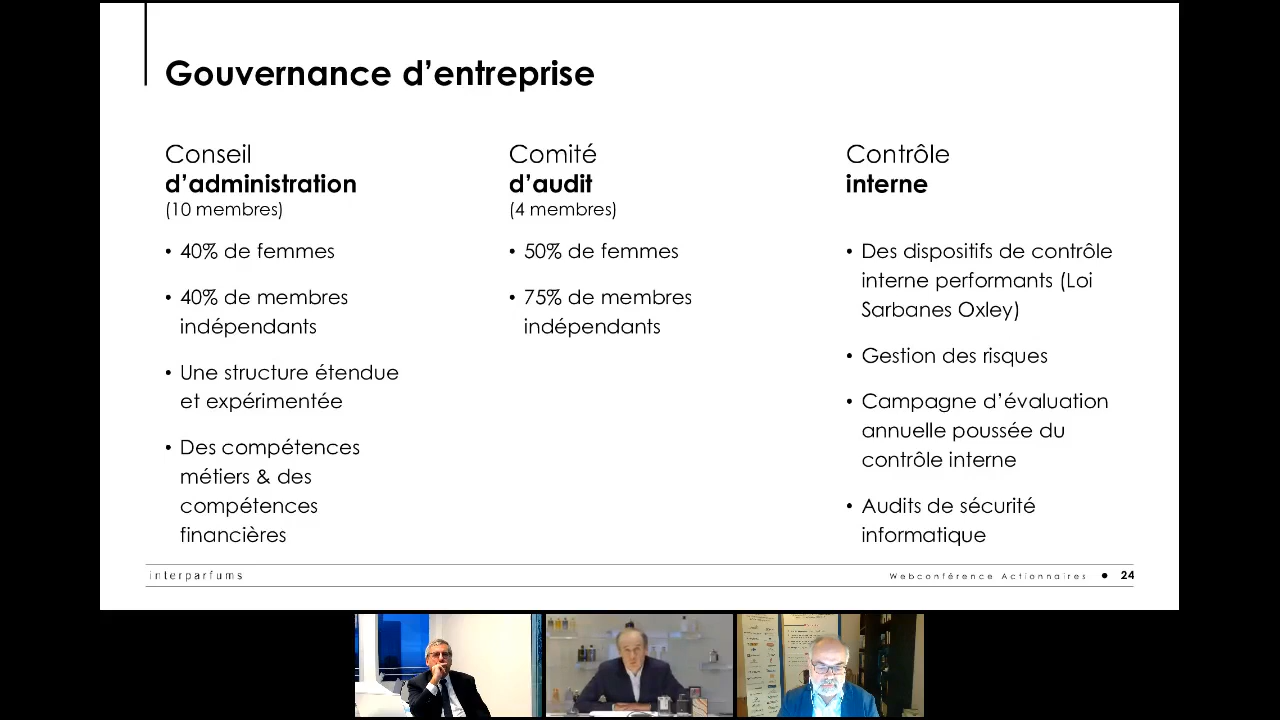 Gouvernance d’entreprise
Conseil
d’administration
(10 membres)
• 40% de femmes
• 40% de membres
indépendants
• Une structure étendue
et expérimentée
• Des compétences
métiers & des
compétences
financières
Comité
d’audit
(4 membres)
• 50% de femmes
• 75% de membres
indépendants
Contrôle
interne
• Des dispositifs de contrôle
interne performants (Loi
Sarbanes Oxley)
• Gestion des risques
• Campagne d’évaluation
annuelle poussée du
contrôle interne
• Audits de sécurité
informatique
interparfums
Webconférence Actionnaires • 24